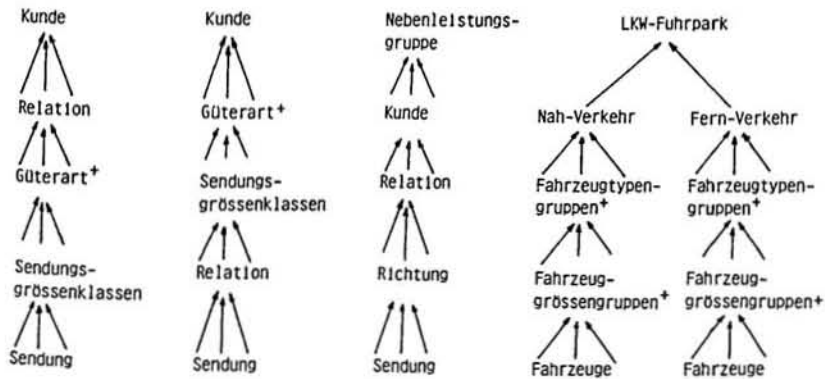 Kunde
Relation
Güterart+
Sendungs-
grössenklassen
Sendung
Kunde
Güterart+
Sendungs-
grössenklassen
Relation
Sendung
Nebenleistungs-
gruppe
Kunde
Relation
Richtung
Sendung
LKW-Fuhrpark
Nah-Verkehr
Fahrzeugtypen-
gruppen+
Fahrzeug-
grössengruppen+
Fahrzeuge
Fern-Verkehr
Fahrzeugtypen-
gruppen+
Fahrzeug-
grössengruppen+
Fahrzeuge